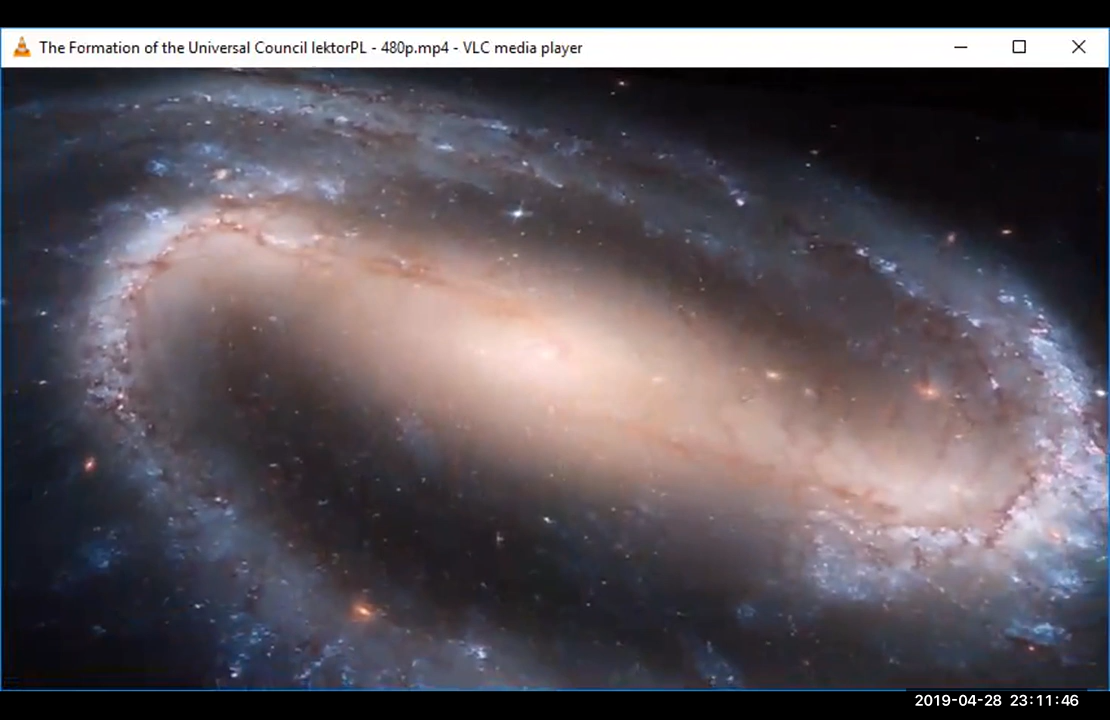 The Formation of the Universal Council lektorPL - 480p.mp4 - VLC media player
2019-04-28 23:11:46